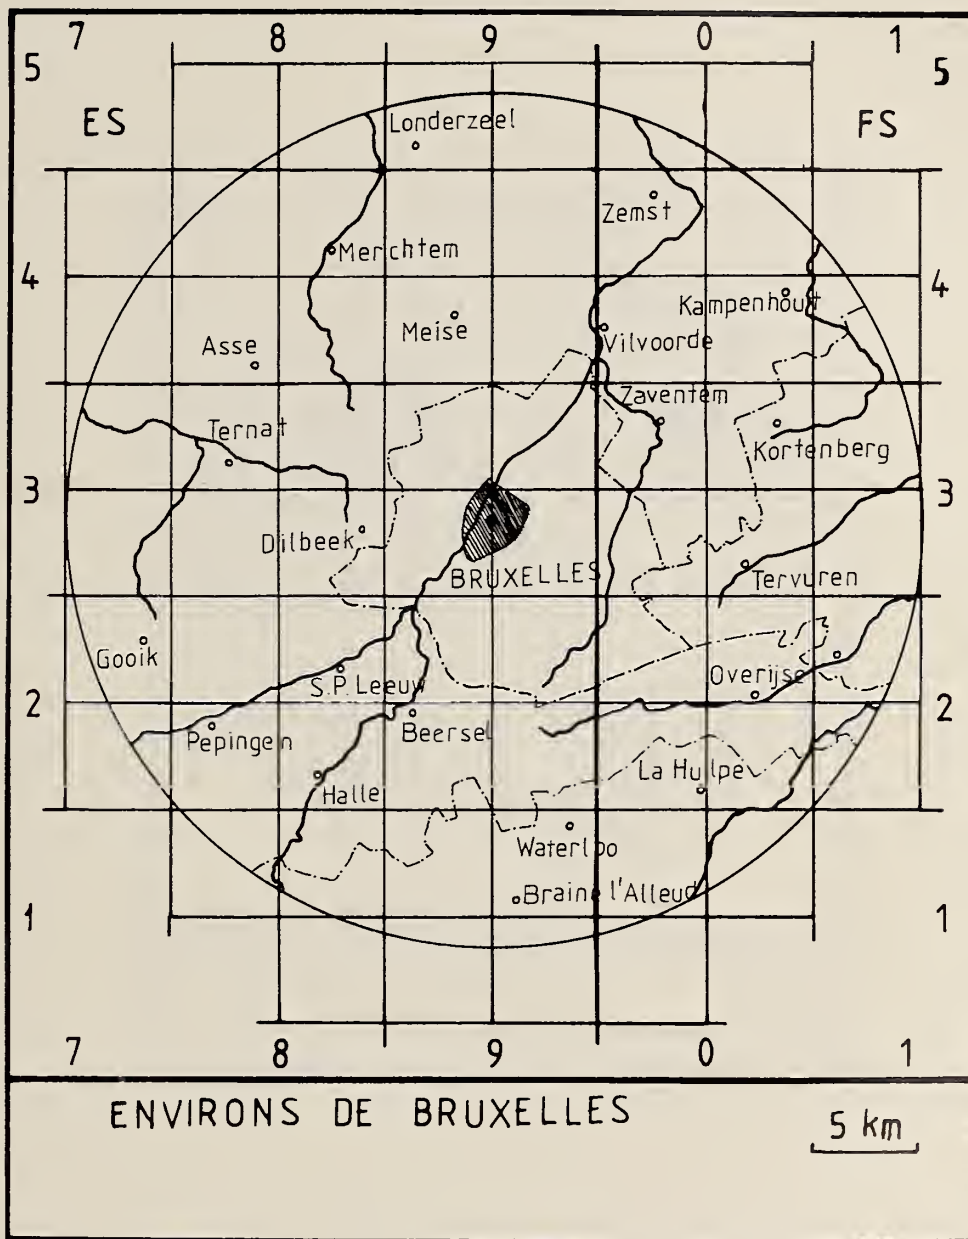 7 8 9 0 1
5 5
ES FS
Londerzeel
Zemst
Merchtem
4 4
Kampenhout
Meise
Vilvoorde
Asse
Zaventem
Ternat
Kortenberg
3 3
Dilbeek
BRUXELLES
Tervuren
Gooik
Overijse
S.P. Leeuw
2 2
Beersel
Pepingen
La Hulpe
Halle
Waterloo
Braine l'Alleud
1 1
7 8 9 0 1
ENVIRONS DE BRUXELLES
5 km